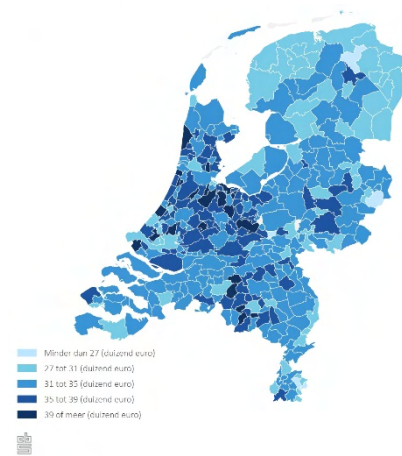 Minder dan 27 (duizend euro)
27 tot 31 (duizend euro)
31 tot 35 (duizend euro)
35 tot 39 (duizend euro)
39 of meer (duizend euro)